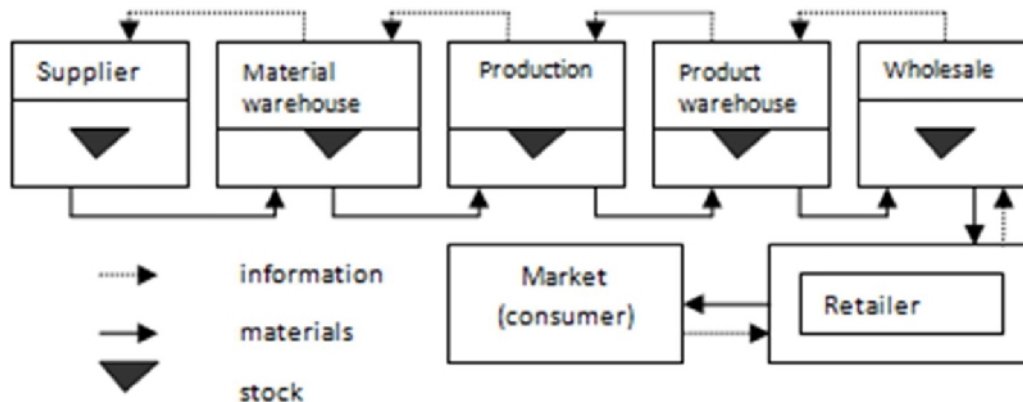 Supplier
Material
warehouse
Production
Product
warehouse
Wholesale
information
materials
stock
Market
(consumer)
Retailer